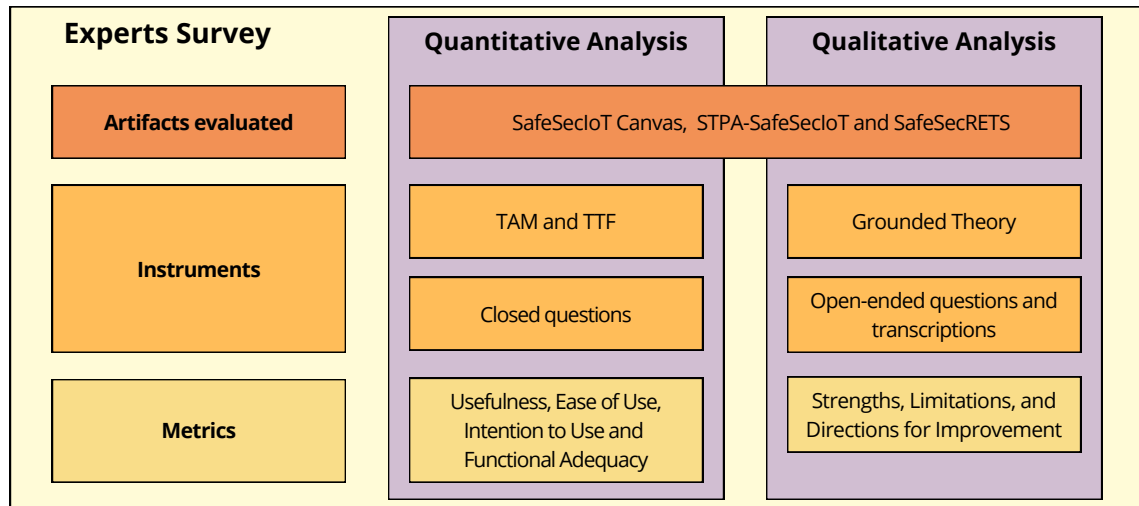 Experts Survey
Quantitative Analysis
Qualitative Analysis
Artifacts evaluated
SafeSecIoT Canvas, STPA-SafeSecIoT and SafeSecRETS
Instruments
TAM and TTF
Grounded Theory
Closed questions
Open-ended questions and
transcriptions
Metrics
Usefulness, Ease of Use,
Intention to Use and
Functional Adequacy
Strengths, Limitations, and
Directions for Improvement